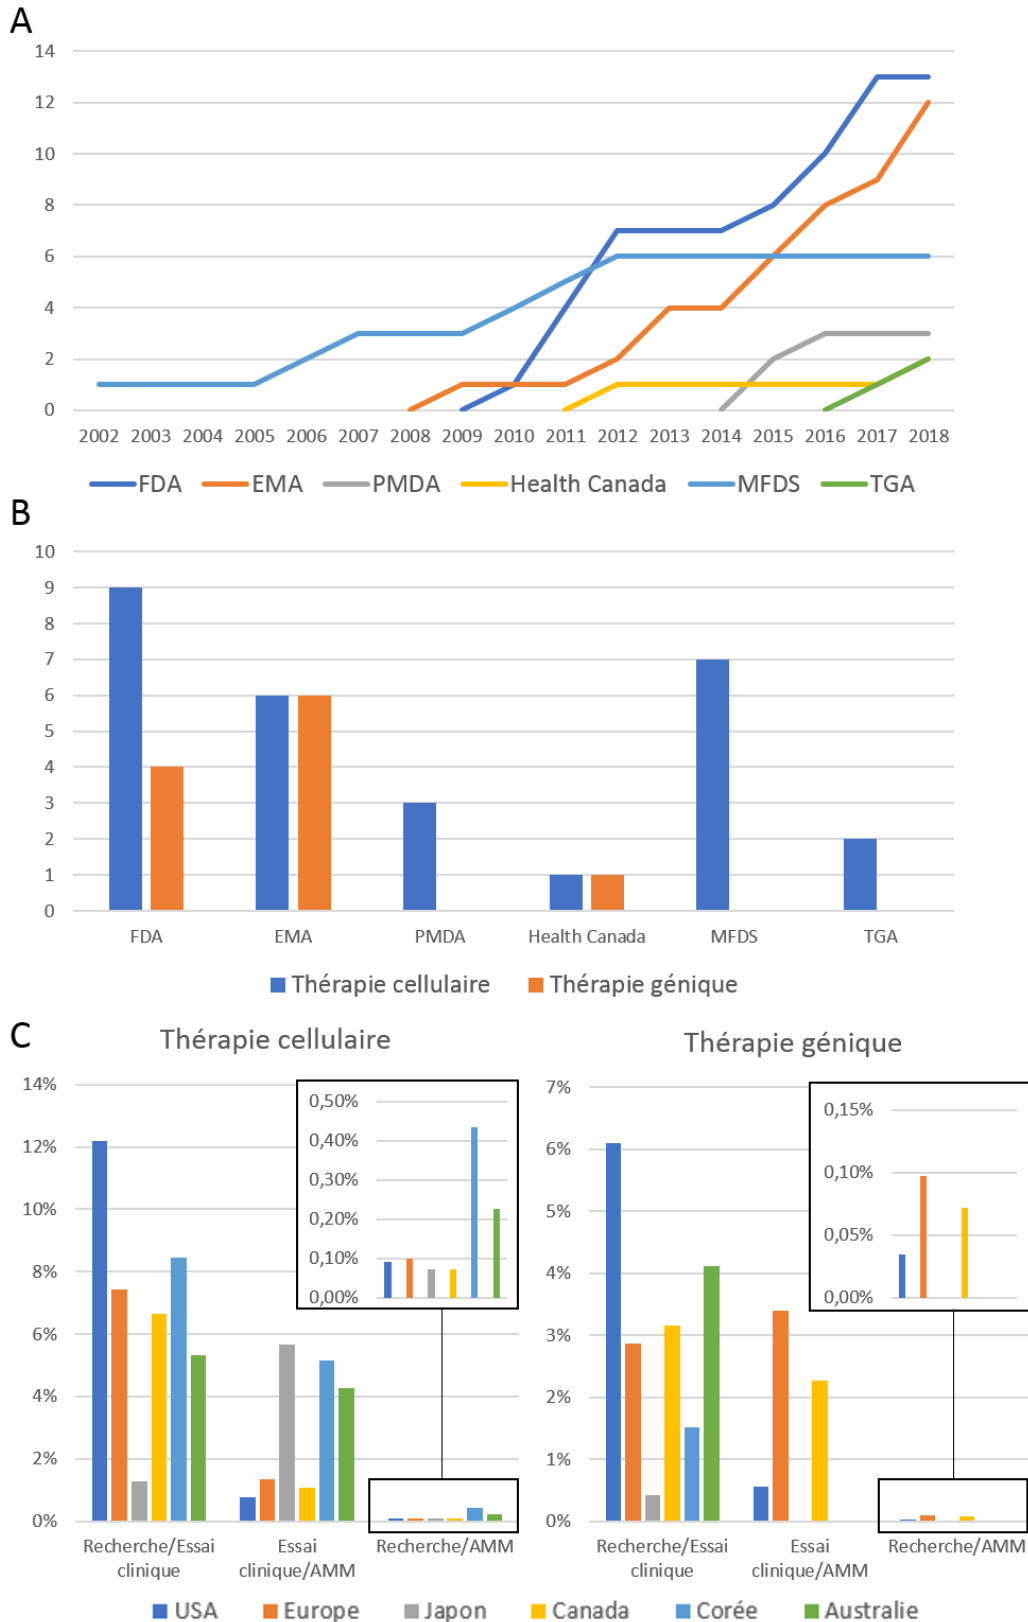 A
14
12
10
8
6
4
2
0
2002 2003 2004 2005 2006 2007 2008 2009 2010 2011 2012 2013 2014 2015 2016 2017 2018
FDA EMA PMDA Health Canada MFDS TGA
B
10
9
8
7
6
5
4
3
2
1
0
FDA EMA PMDA Health Canada MFDS TGA
Thérapie cellulaire Thérapie génique
C
Thérapie cellulaire
14%
12%
10%
8%
6%
4%
2%
0%
0,50%
0,40%
0,30%
0,20%
0,10%
0,00%
Recherche/Essai clinique
Essai clinique/AMM
Recherche/AMM
Thérapie génique
7%
6%
5%
4%
3%
2%
1%
0%
0,15%
0,10%
0,05%
0,00%
Recherche/Essai clinique
Essai clinique/AMM
Recherche/AMM
USA Europe Japon Canada Corée Australie